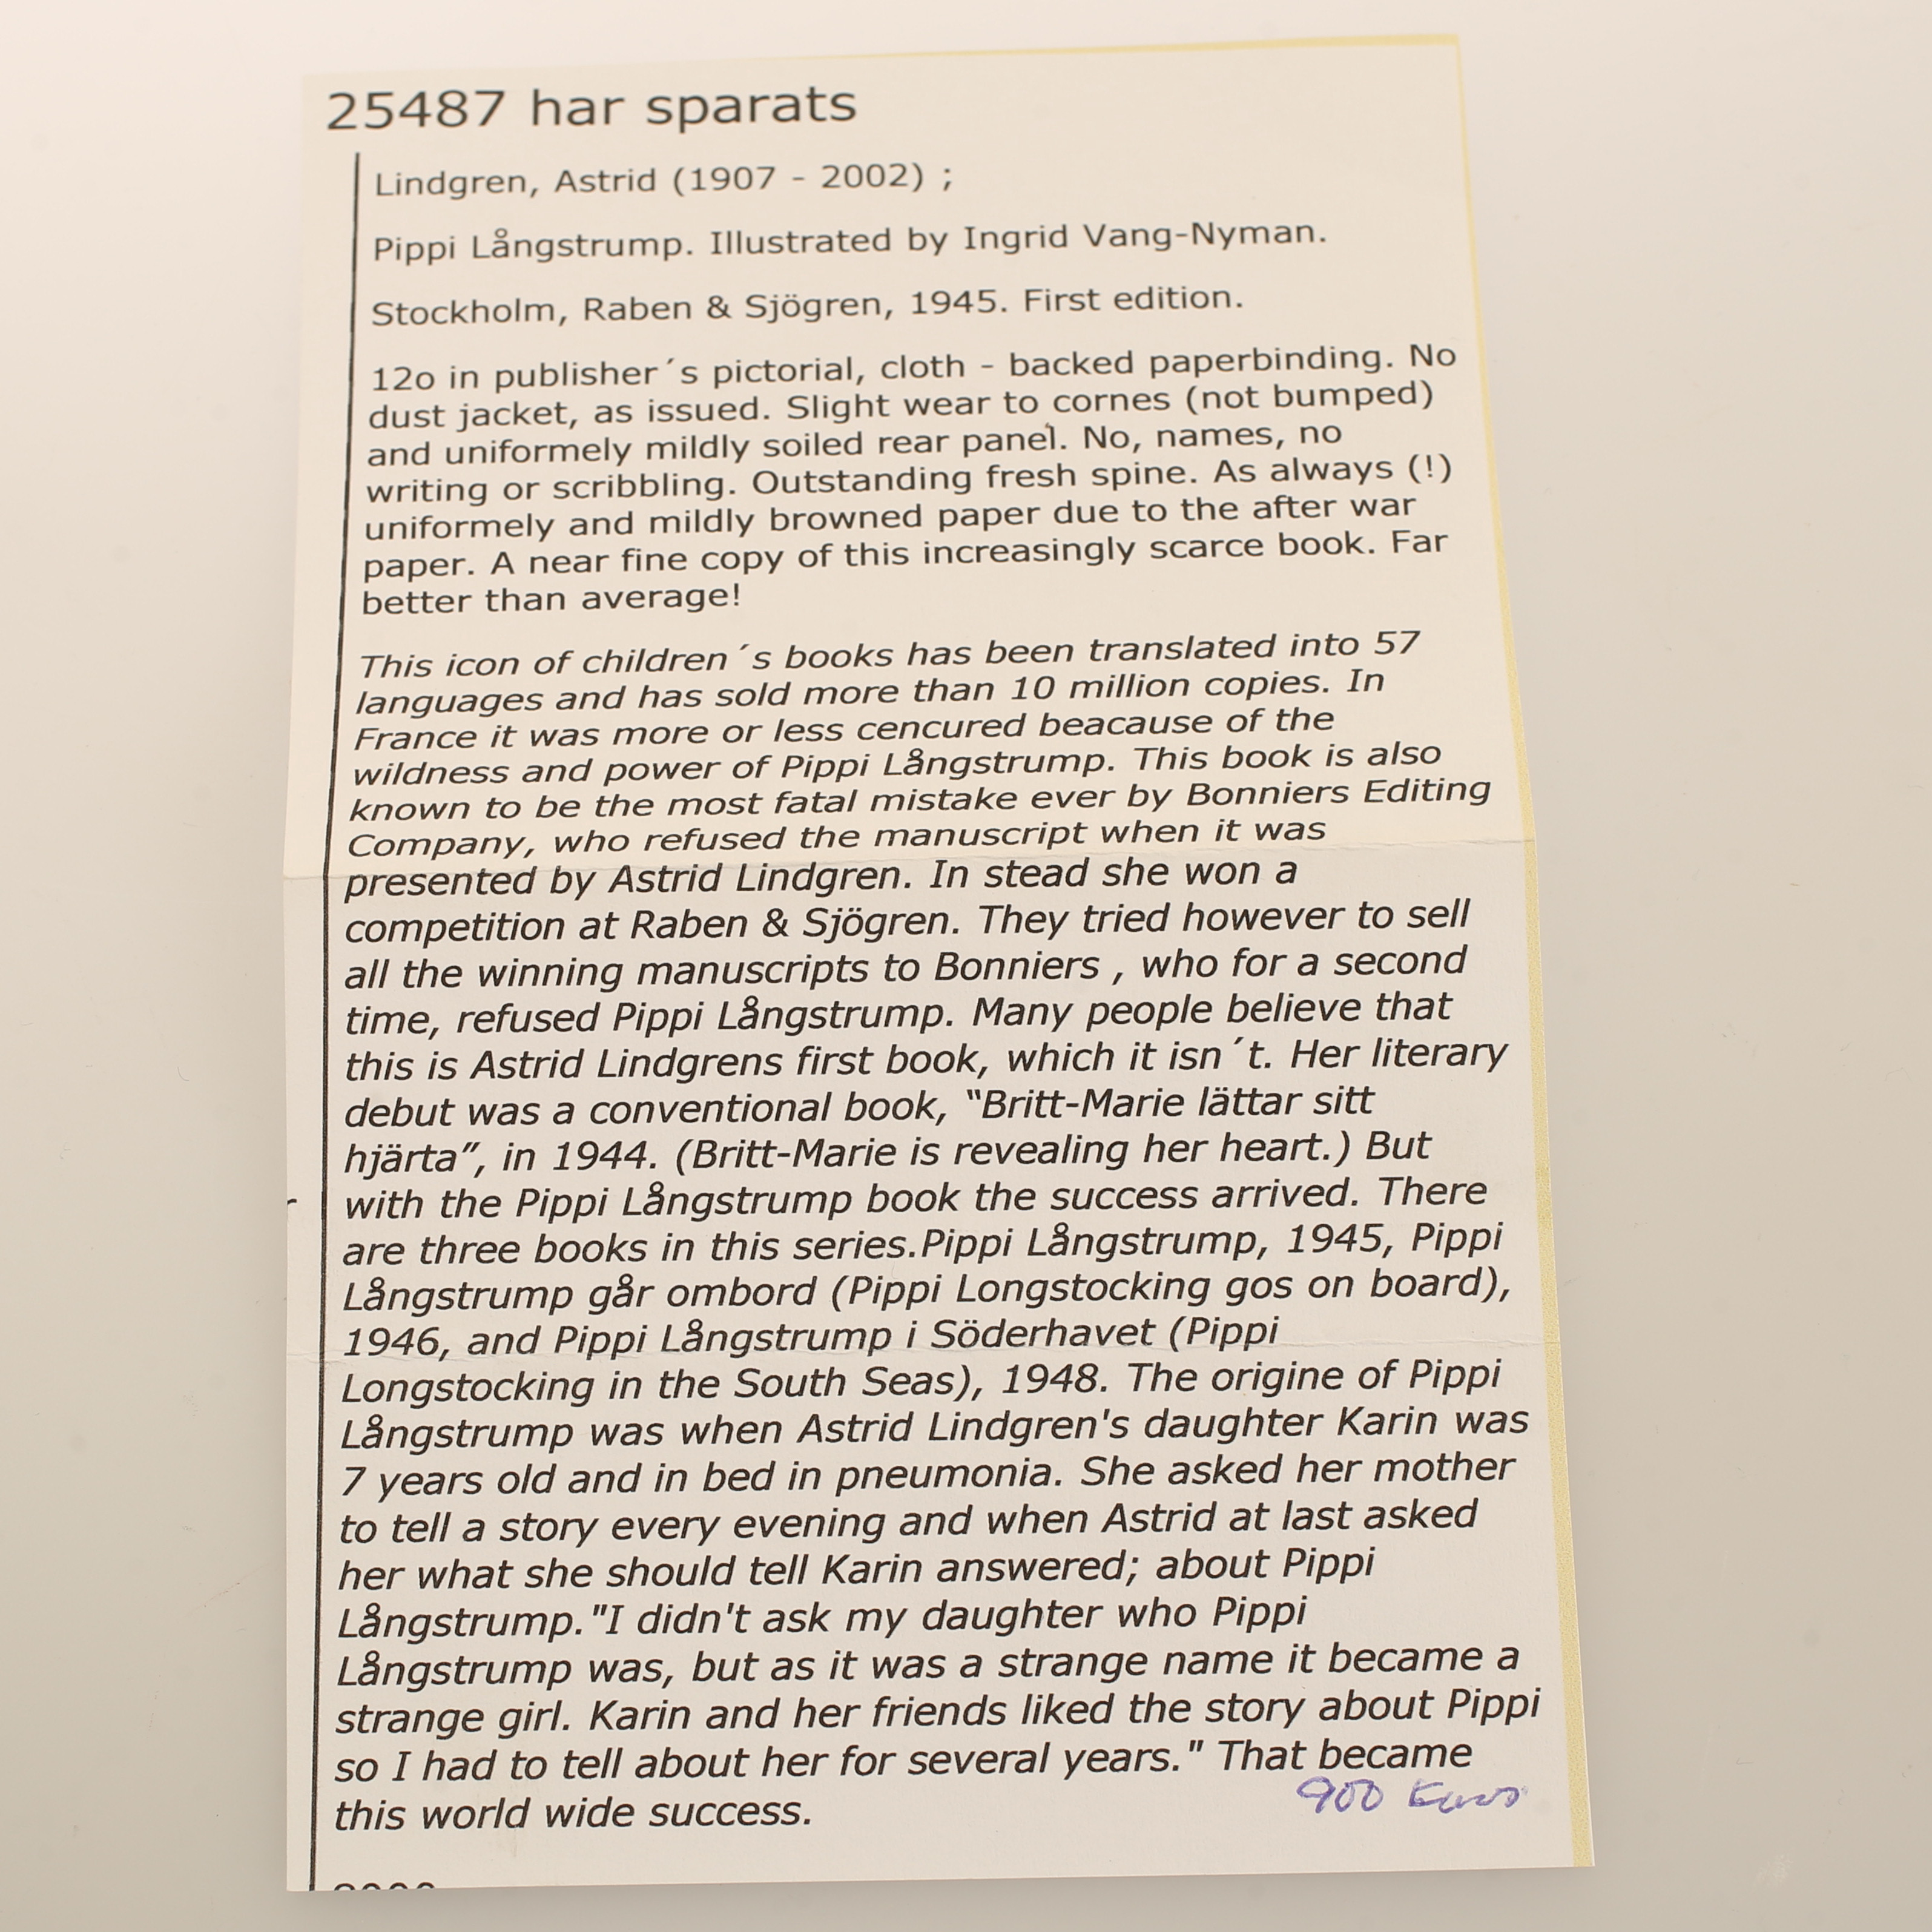 25487 har sparats
Lindgren, Astrid (1907 - 2002) ;
Pippi Långstrump. Illustrated by Ingrid Vang-Nyman.
Stockholm, Raben & Sjögren, 1945. First edition.
12o in publisher´s pictorial, cloth - backed paperbinding. No
dust jacket, as issued. Slight wear to cornes (not bumped)
and uniformely mildly soiled rear panel. No, names, no
writing or scribbling. Outstanding fresh spine. As always (!)
uniformely and mildly browned paper due to the after war
paper. A near fine copy of this increasingly scarce book. Far
better than average!
This icon of children´s books has been translated into 57
languages and has sold more than 10 million copies. In
France it was more or less cencured beacause of the
wildness and power of Pippi Långstrump. This book is also
known to be the most fatal mistake ever by Bonniers Editing
Company, who refused the manuscript when it was
presented by Astrid Lindgren. In stead she won a
competition at Raben & Sjögren. They tried however to sell
all the winning manuscripts to Bonniers , who for a second
time, refused Pippi Långstrump. Many people believe that
this is Astrid Lindgrens first book, which it isn´t. Her literary
debut was a conventional book, “Britt-Marie lättar sitt
hjärta”, in 1944. (Britt-Marie is revealing her heart.) But
with the Pippi Långstrump book the success arrived. There
are three books in this series.Pippi Långstrump, 1945, Pippi
Långstrump går ombord (Pippi Longstocking gos on board),
1946, and Pippi Långstrump i Söderhavet (Pippi
Longstocking in the South Seas), 1948. The origine of Pippi
Långstrump was when Astrid Lindgren's daughter Karin was
7 years old and in bed in pneumonia. She asked her mother
to tell a story every evening and when Astrid at last asked
her what she should tell Karin answered; about Pippi
Långstrump."I didn't ask my daughter who Pippi
Långstrump was, but as it was a strange name it became a
strange girl. Karin and her friends liked the story about Pippi
so I had to tell about her for several years." That became
this world wide success.
900 Euro